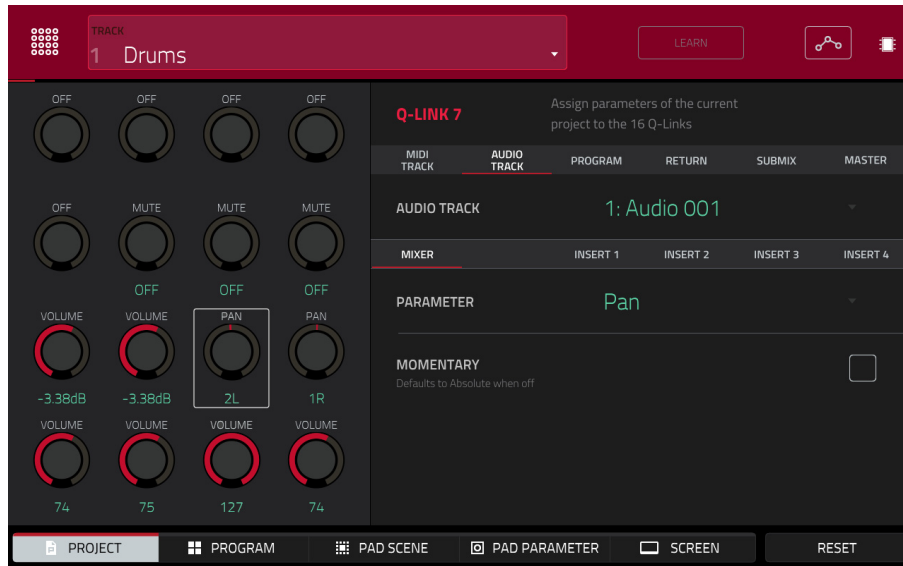 TRACK
1 Drums
LEARN
OFF OFF OFF OFF
OFF MUTE MUTE MUTE
OFF OFF OFF
VOLUME VOLUME PAN PAN
-3.38dB -3.38dB 2L 1R
VOLUME VOLUME VOLUME VOLUME
74 75 127 74
Q-LINK 7
Assign parameters of the current
project to the 16 Q-Links
MIDI TRACK AUDIO TRACK PROGRAM RETURN SUBMIX MASTER
AUDIO TRACK 1: Audio 001
MIXER INSERT 1 INSERT 2 INSERT 3 INSERT 4
PARAMETER Pan
MOMENTARY
Defaults to Absolute when off
PROJECT PROGRAM PAD SCENE PAD PARAMETER SCREEN RESET